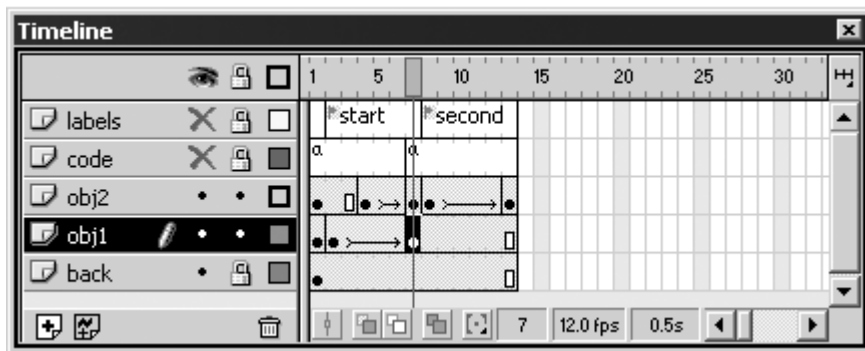 Timeline
1 5 10 15 20 25 30
labels start second
code a a
obj2
obj1
back
7 12.0 fps 0.5s